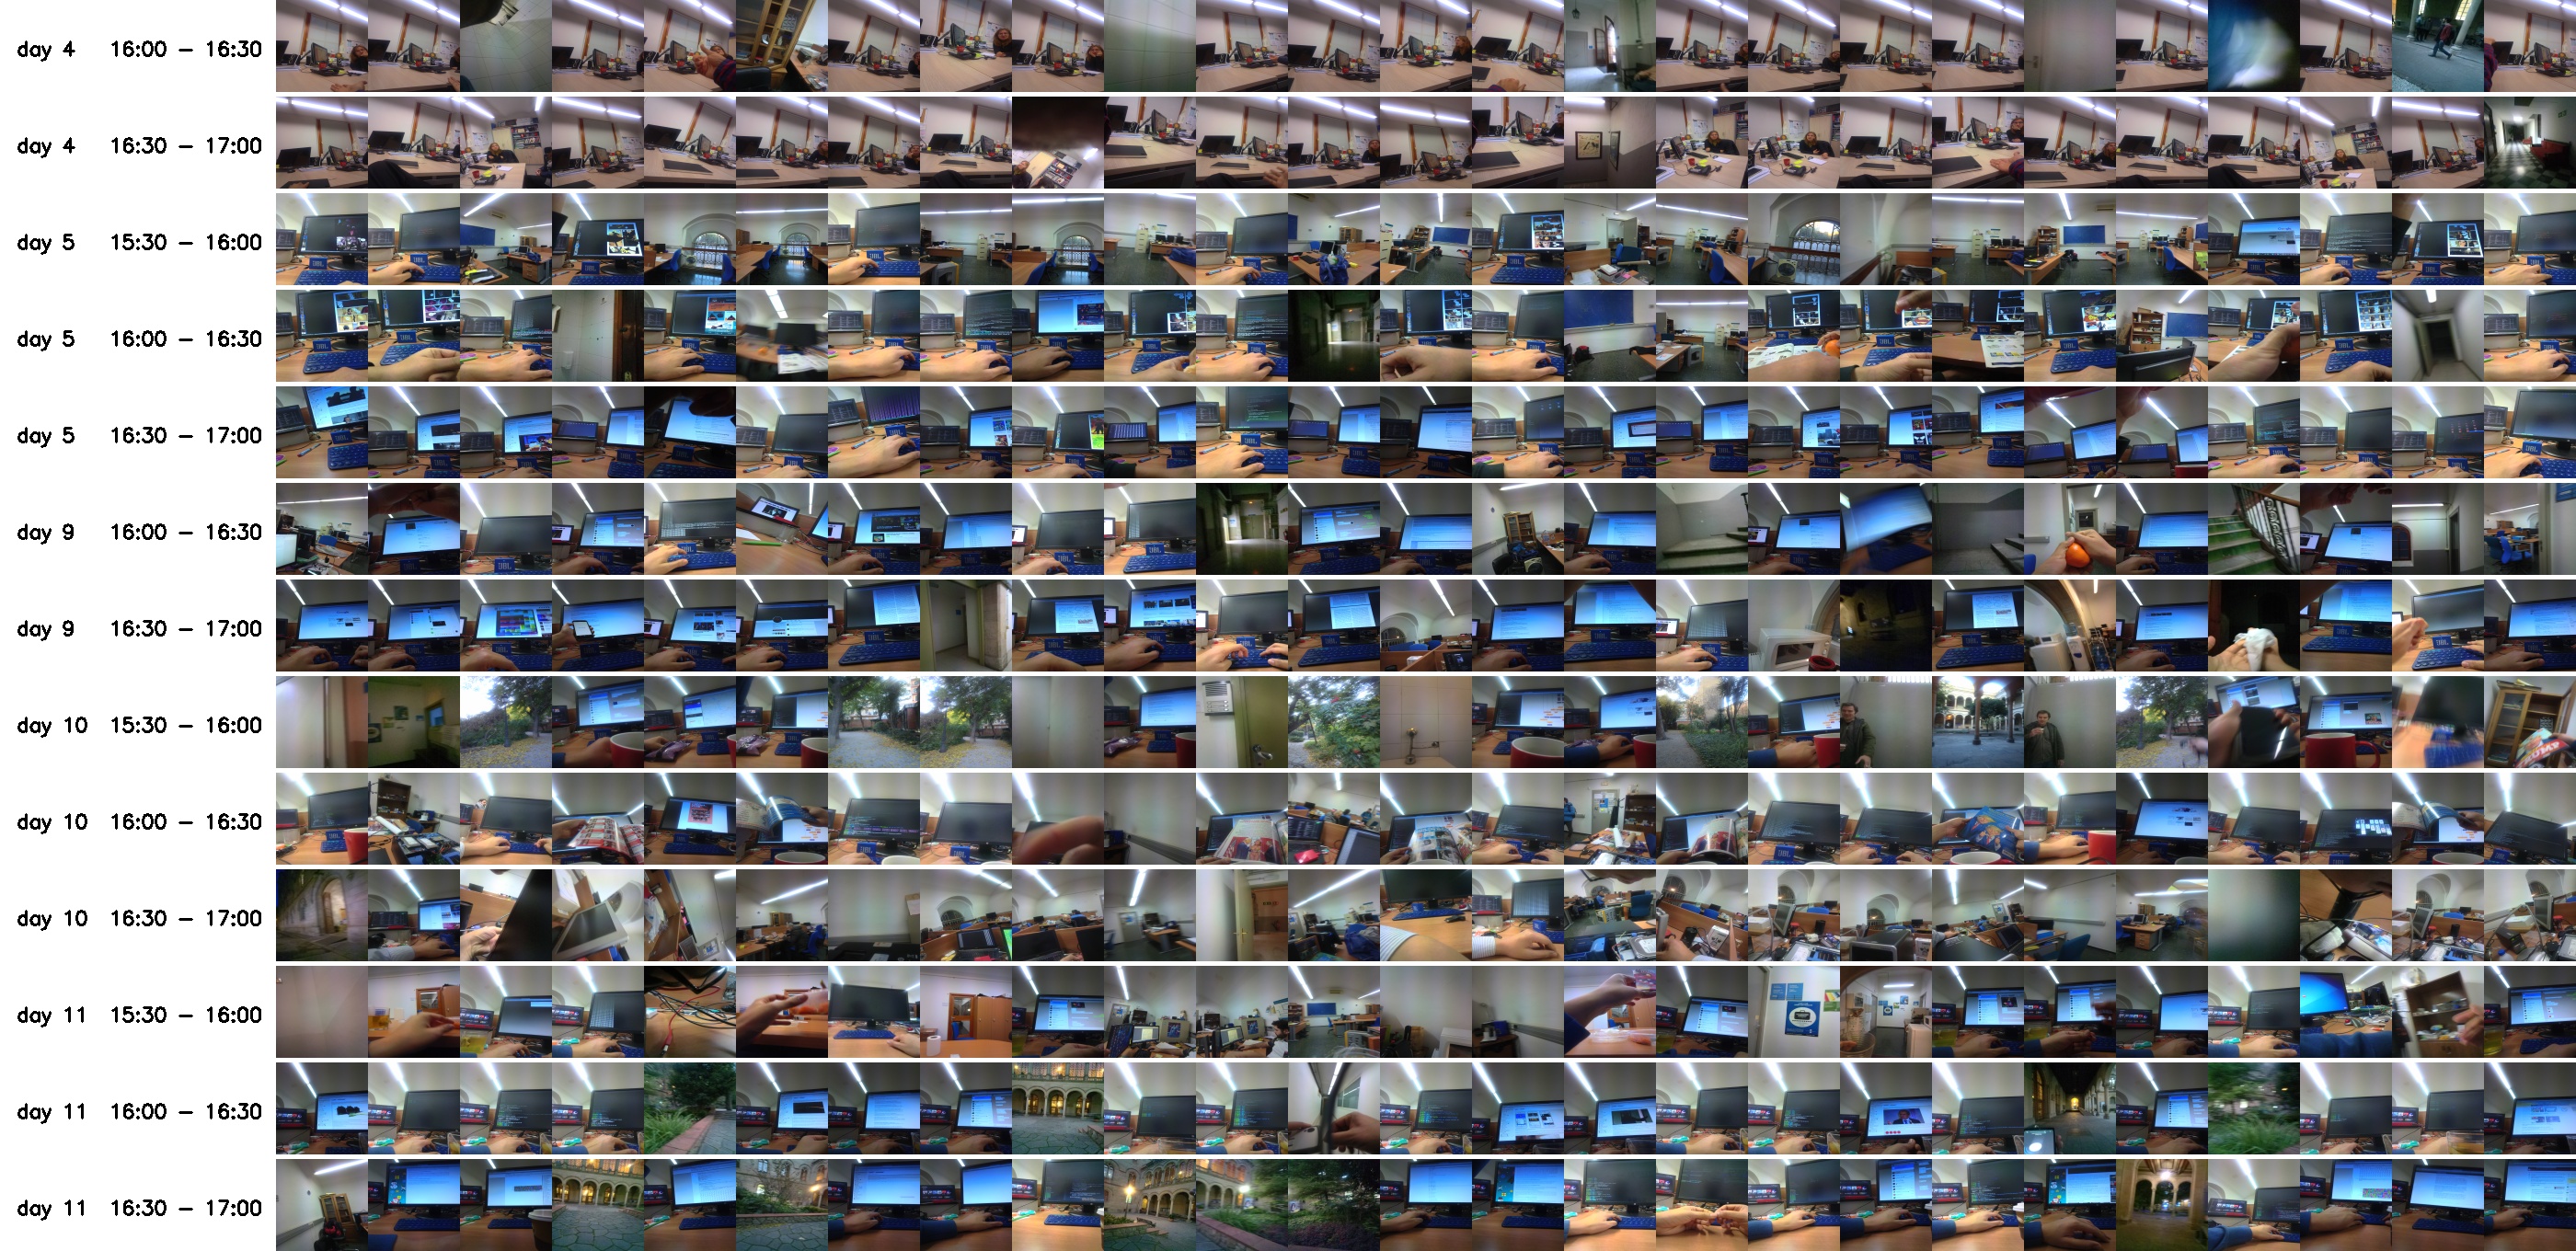 day 4 16:00 – 16:30
day 4 16:30 – 17:00
day 5 15:30 – 16:00
day 5 16:00 – 16:30
day 5 16:30 – 17:00
day 9 16:00 – 16:30
day 9 16:30 – 17:00
day 10 15:30 – 16:00
day 10 16:00 – 16:30
day 10 16:30 – 17:00
day 11 15:30 – 16:00
day 11 16:00 – 16:30
day 11 16:30 – 17:00